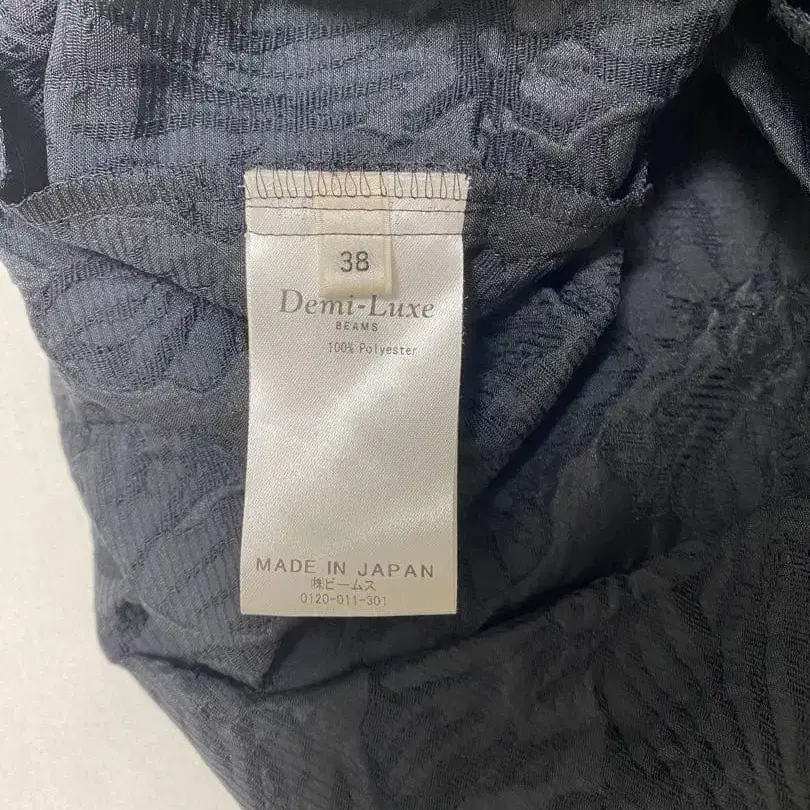 38
Demi-Luxe
BEAMS
100% Polyester
MADE IN JAPAN
㈱ビームス
0120-011-301